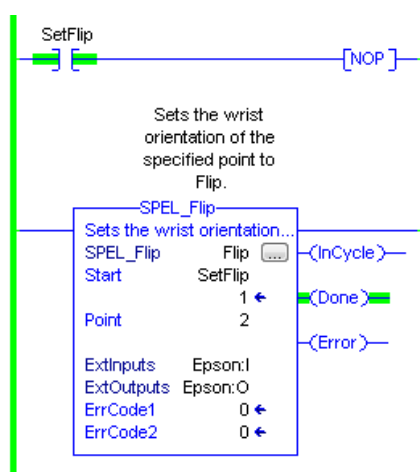 SetFlip
NOP
Sets the wrist
orientation of the
specified point to
Flip.
SPEL_Flip
Sets the wrist orientation...
SPEL_Flip Flip ...
(InCycle)
Start SetFlip
1
(Done)
Point 2
(Error)
ExtInputs Epson:I
ExtOutputs Epson:O
ErrCode1 0
ErrCode2 0